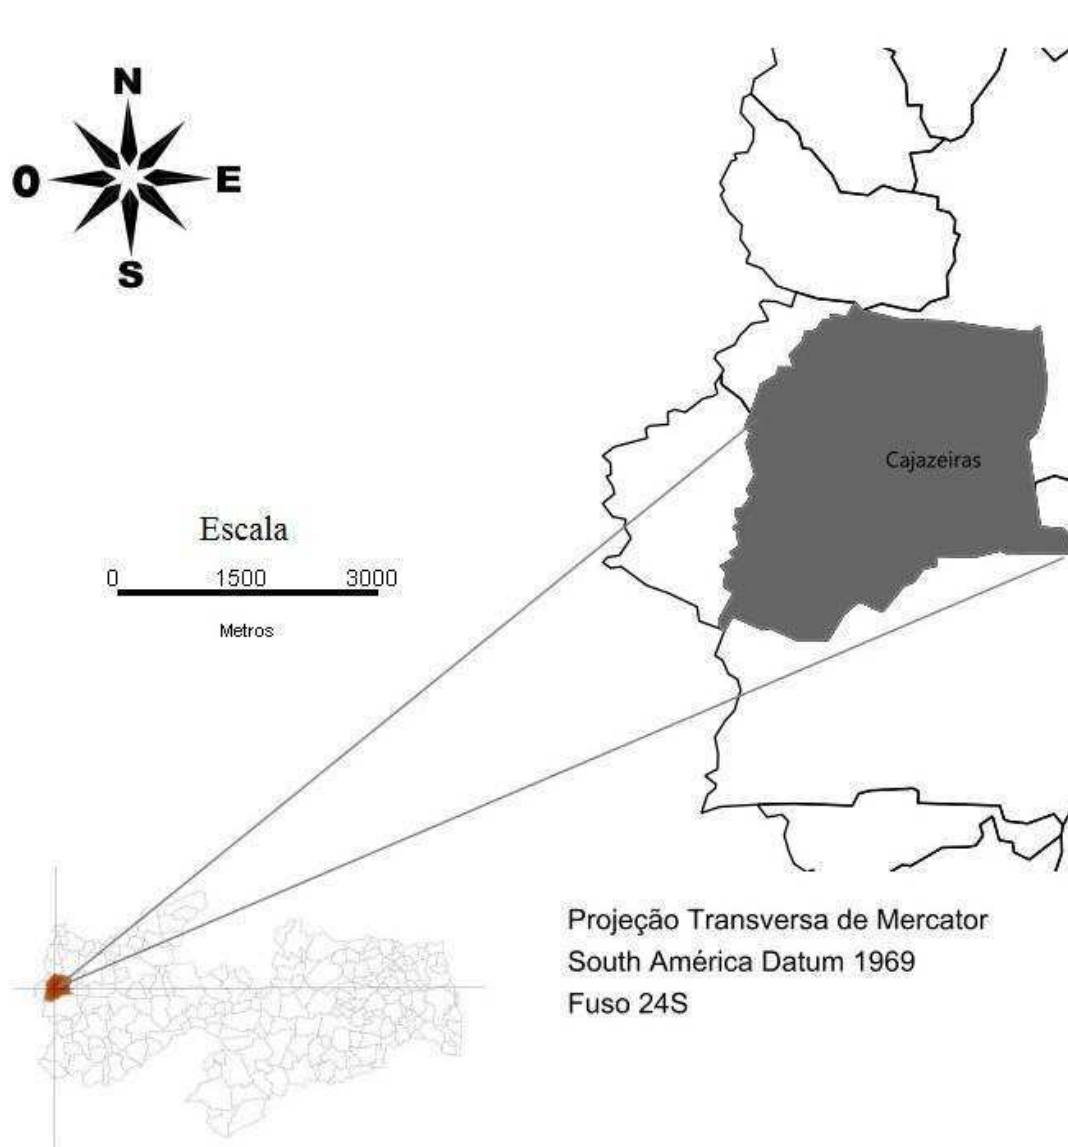 N
O
E
S
Cajazeiras
Escala
0 1500 3000
Metros
Projeção Transversa de Mercator
South América Datum 1969
Fuso 24S